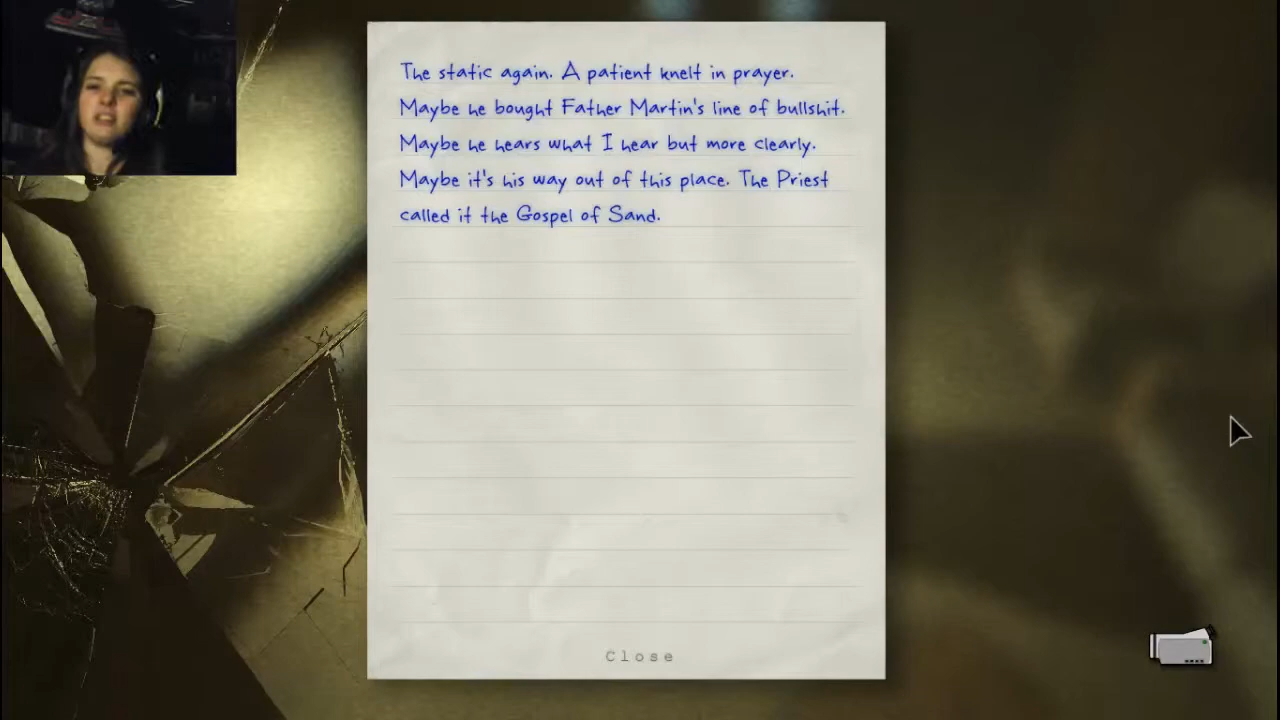 The static again. A patient knelt in prayer.
Maybe he bought Father Martin's line of bullshit.
Maybe he hears what I hear but more clearly.
Maybe it's his way out of this place. The Priest
called it the Gospel of Sand.
Close